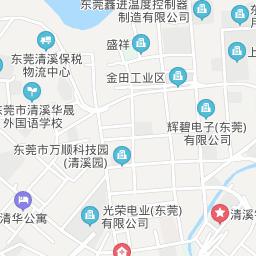 东莞鑫进温度控制器
制造有限公司
盛祥
东莞清溪保税
物流中心
金田工业区
东莞市清溪华晟
外国语学校
辉碧电子(东莞)
有限公司
东莞市万顺科技园
(清溪园)
清华公寓
光荣电业(东莞)
有限公司
清溪